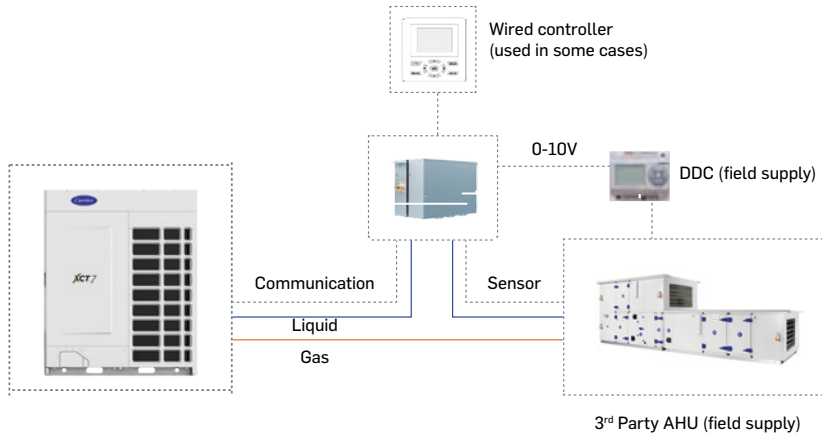 Wired controller
(used in some cases)
0-10V
DDC (field supply)
Carrier
XCT7
Communication
Sensor
Liquid
Gas
3rd Party AHU (field supply)